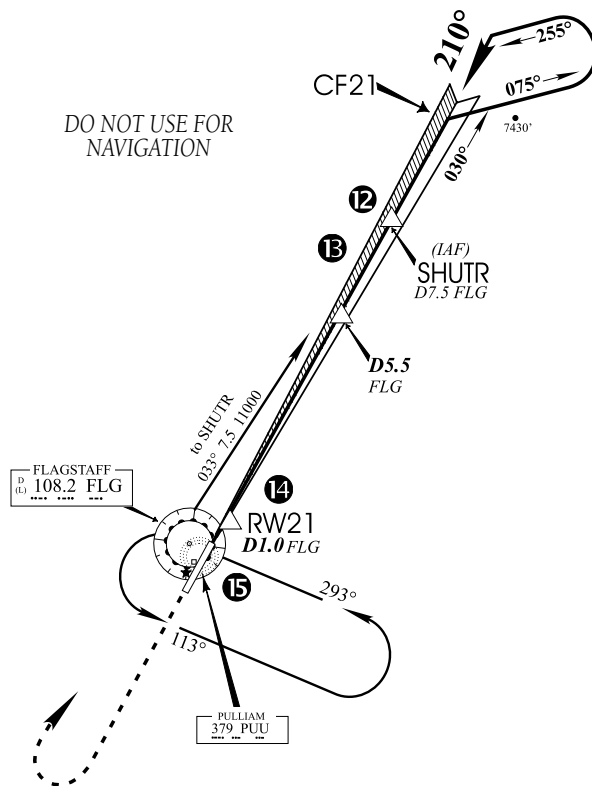 210°
255°
075°
CF21
DO NOT USE FOR
NAVIGATION
7430'
030°
12
(IAF)
SHUTR
D7.5 FLG
13
D5.5
FLG
to SHUTR
033° 7.5 11000
FLAGSTAFF
D
(L) 108.2 FLG
14
RW21
D1.0 FLG
15
293°
113°
PULLIAM
379 PUU